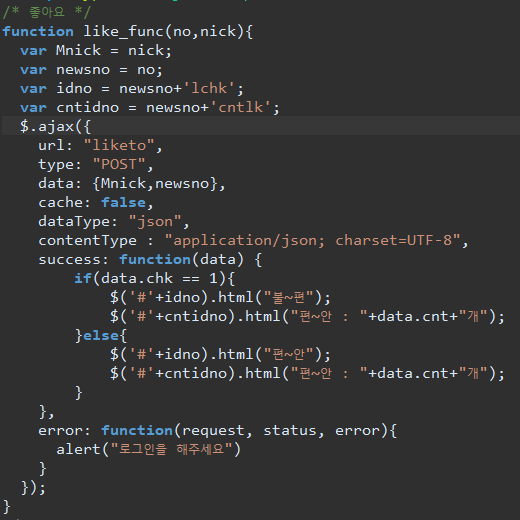 /* 좋아요 */
function like_func(no,nick){
  var Mnick = nick;
  var newsno = no;
  var idno = newsno+'lchk';
  var cntidno = newsno+'cntlk';
  $.ajax({
    url: "liketo",
    type: "POST",
    data: {Mnick,newsno},
    cache: false,
    dataType: "json",
    contentType : "application/json; charset=UTF-8",
    success: function(data) {
        if(data.chk == 1){
            $('#'+idno).html("불~편");
            $('#'+cntidno).html("편~안 : "+data.cnt+"개");
        }else{
            $('#'+idno).html("편~안");
            $('#'+cntidno).html("편~안 : "+data.cnt+"개");
        }
    },
    error: function(request, status, error){
      alert("로그인을 해주세요")
    }
  });
}